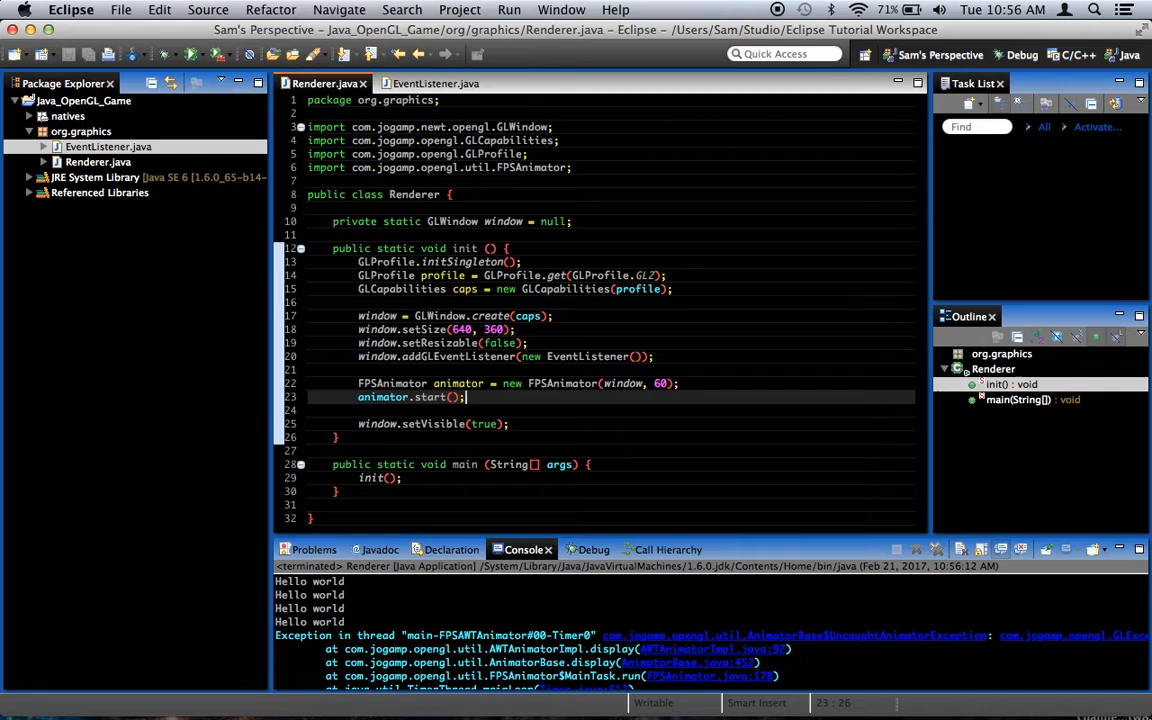 Eclipse File Edit Source Refactor Navigate Search Project Run Window Help 71% Tue 10:56 AM
Sam's Perspective - Java_OpenGL_Game/org/graphics/Renderer.java - Eclipse - /Users/Sam/Studio/Eclipse Tutorial Workspace
Quick Access Sam's Perspective Debug C/C++ Java
Package Explorer
Java_OpenGL_Game
natives
org.graphics
EventListener.java
Renderer.java
JRE System Library [Java SE 6 [1.6.0_65-b14-
Referenced Libraries
Renderer.java EventListener.java
1 package org.graphics;
2
3 import com.jogamp.newt.opengl.GLWindow;
4 import com.jogamp.opengl.GLCapabilities;
5 import com.jogamp.opengl.GLProfile;
6 import com.jogamp.opengl.util.FPSAnimator;
7
8 public class Renderer {
9
10 private static GLWindow window = null;
11
12 public static void init () {
13 GLProfile.initSingleton();
14 GLProfile profile = GLProfile.get(GLProfile.GL2);
15 GLCapabilities caps = new GLCapabilities(profile);
16
17 window = GLWindow.create(caps);
18 window.setSize(640, 360);
19 window.setResizable(false);
20 window.addGLEventListener(new EventListener());
21
22 FPSAnimator animator = new FPSAnimator(window, 60);
23 animator.start();
24
25 window.setVisible(true);
26 }
27
28 public static void main (String[] args) {
29 init();
30 }
31
32 }
Task List
Find All Activate...
Outline
org.graphics
Renderer
init() : void
main(String[]) : void
Problems Javadoc Declaration Console Debug Call Hierarchy
<terminated> Renderer [Java Application] /System/Library/Java/JavaVirtualMachines/1.6.0.jdk/Contents/Home/bin/java (Feb 21, 2017, 10:56:12 AM)
Hello world
Hello world
Hello world
Hello world
Exception in thread "main-FPSAWTAnimator#00-Timer0" com.jogamp.opengl.util.AnimatorBase$UncaughtAnimatorException: com.jogamp.opengl.GLExce
at com.jogamp.opengl.util.AWTAnimatorImpl.display(AWTAnimatorImpl.java:92)
at com.jogamp.opengl.util.AnimatorBase.display(AnimatorBase.java:452)
at com.jogamp.opengl.util.FPSAnimator$MainTask.run(FPSAnimator.java:178)
Writable Smart Insert 23 : 26